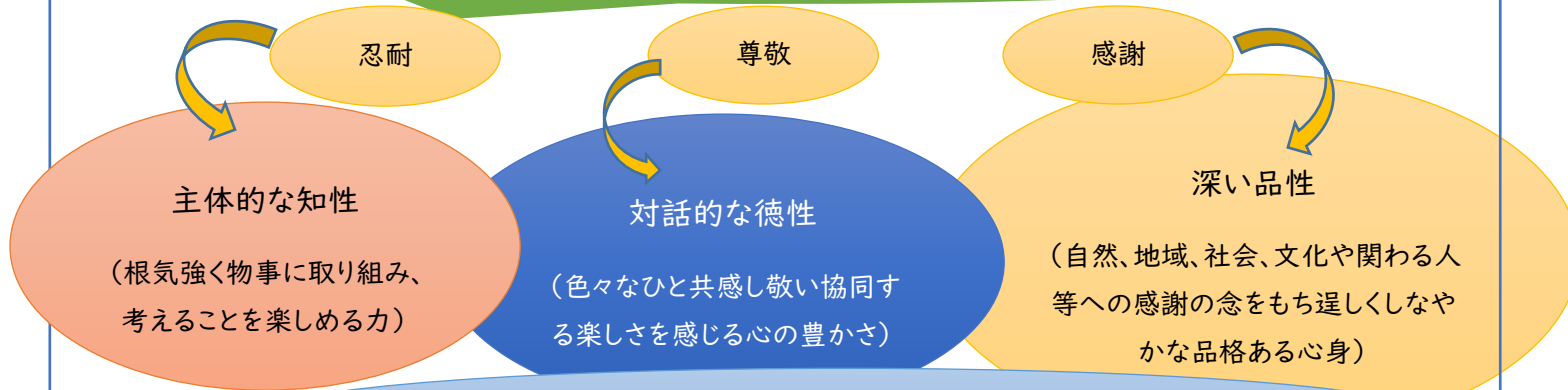 忍耐
尊敬
感謝
主体的な知性
（根気強く物事に取り組み、
考えることを楽しめる力）
対話的な徳性
（色々なひと共感し敬い協同す
る楽しさを感じる心の豊かさ）
深い品性
（自然、地域、社会、文化や関わる人
等への感謝の念をもち逞しくしなや
かな品格ある心身）